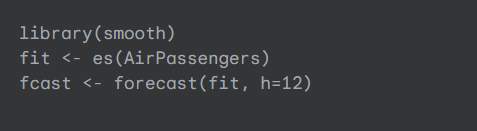 library(smooth)
fit <- es(AirPassengers)
fcast <- forecast(fit, h=12)